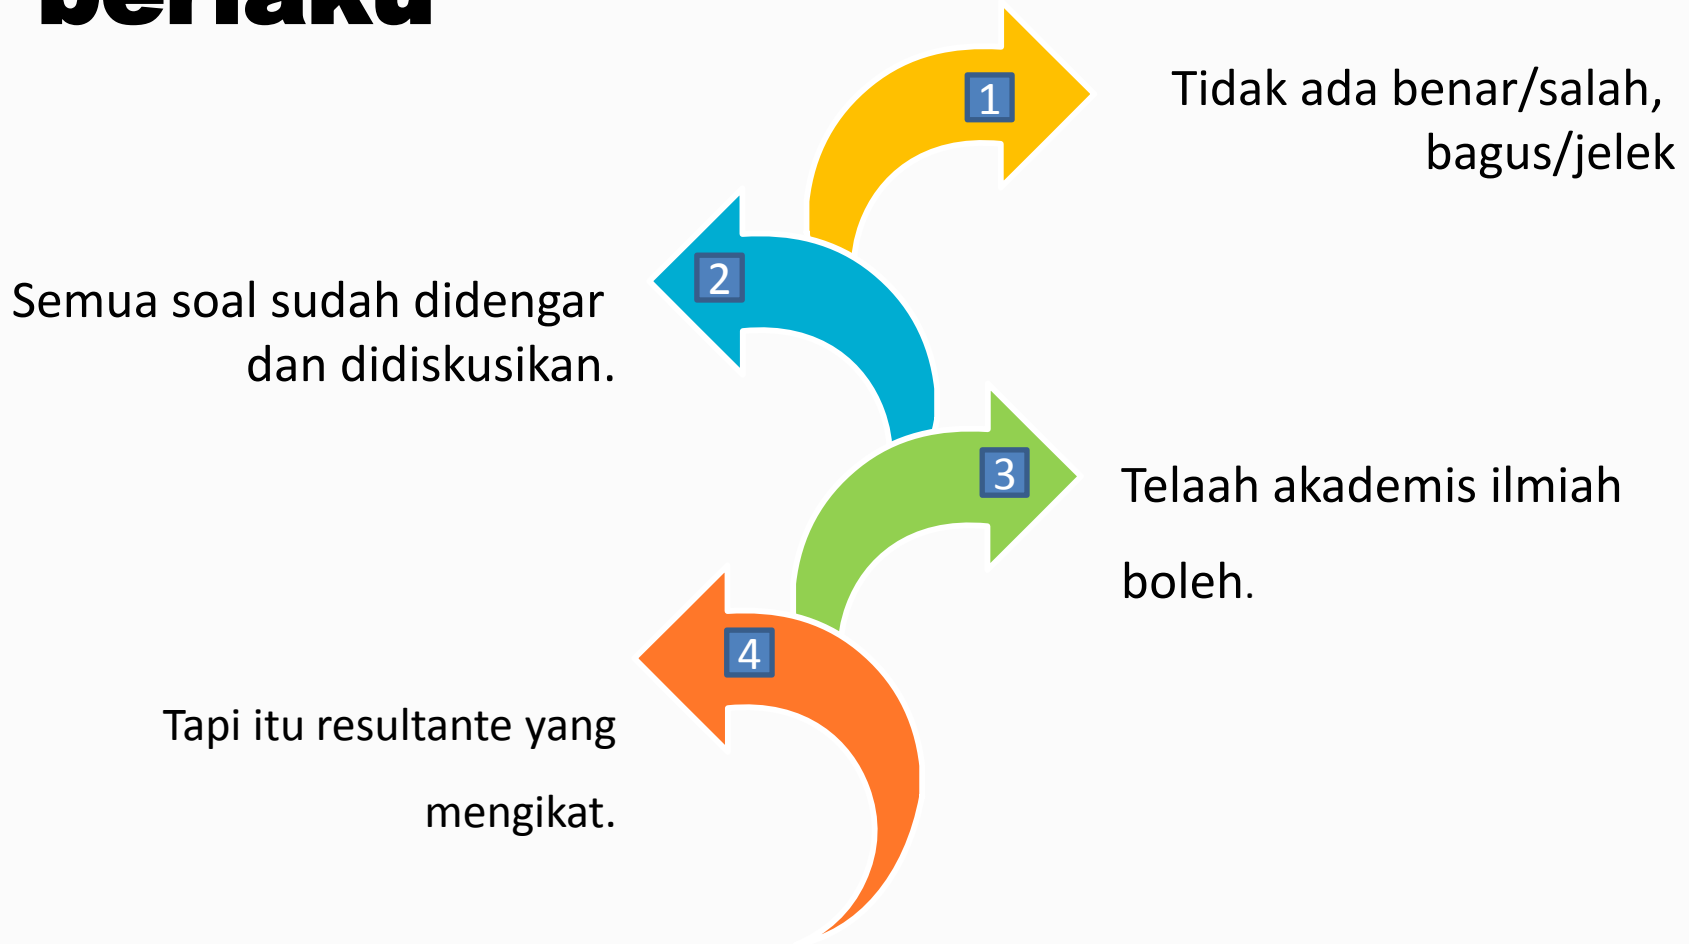 berlaku
1
Tidak ada benar/salah,
bagus/jelek
2
Semua soal sudah didengar
dan didiskusikan.
3
Telaah akademis ilmiah
boleh.
4
Tapi itu resultante yang
mengikat.